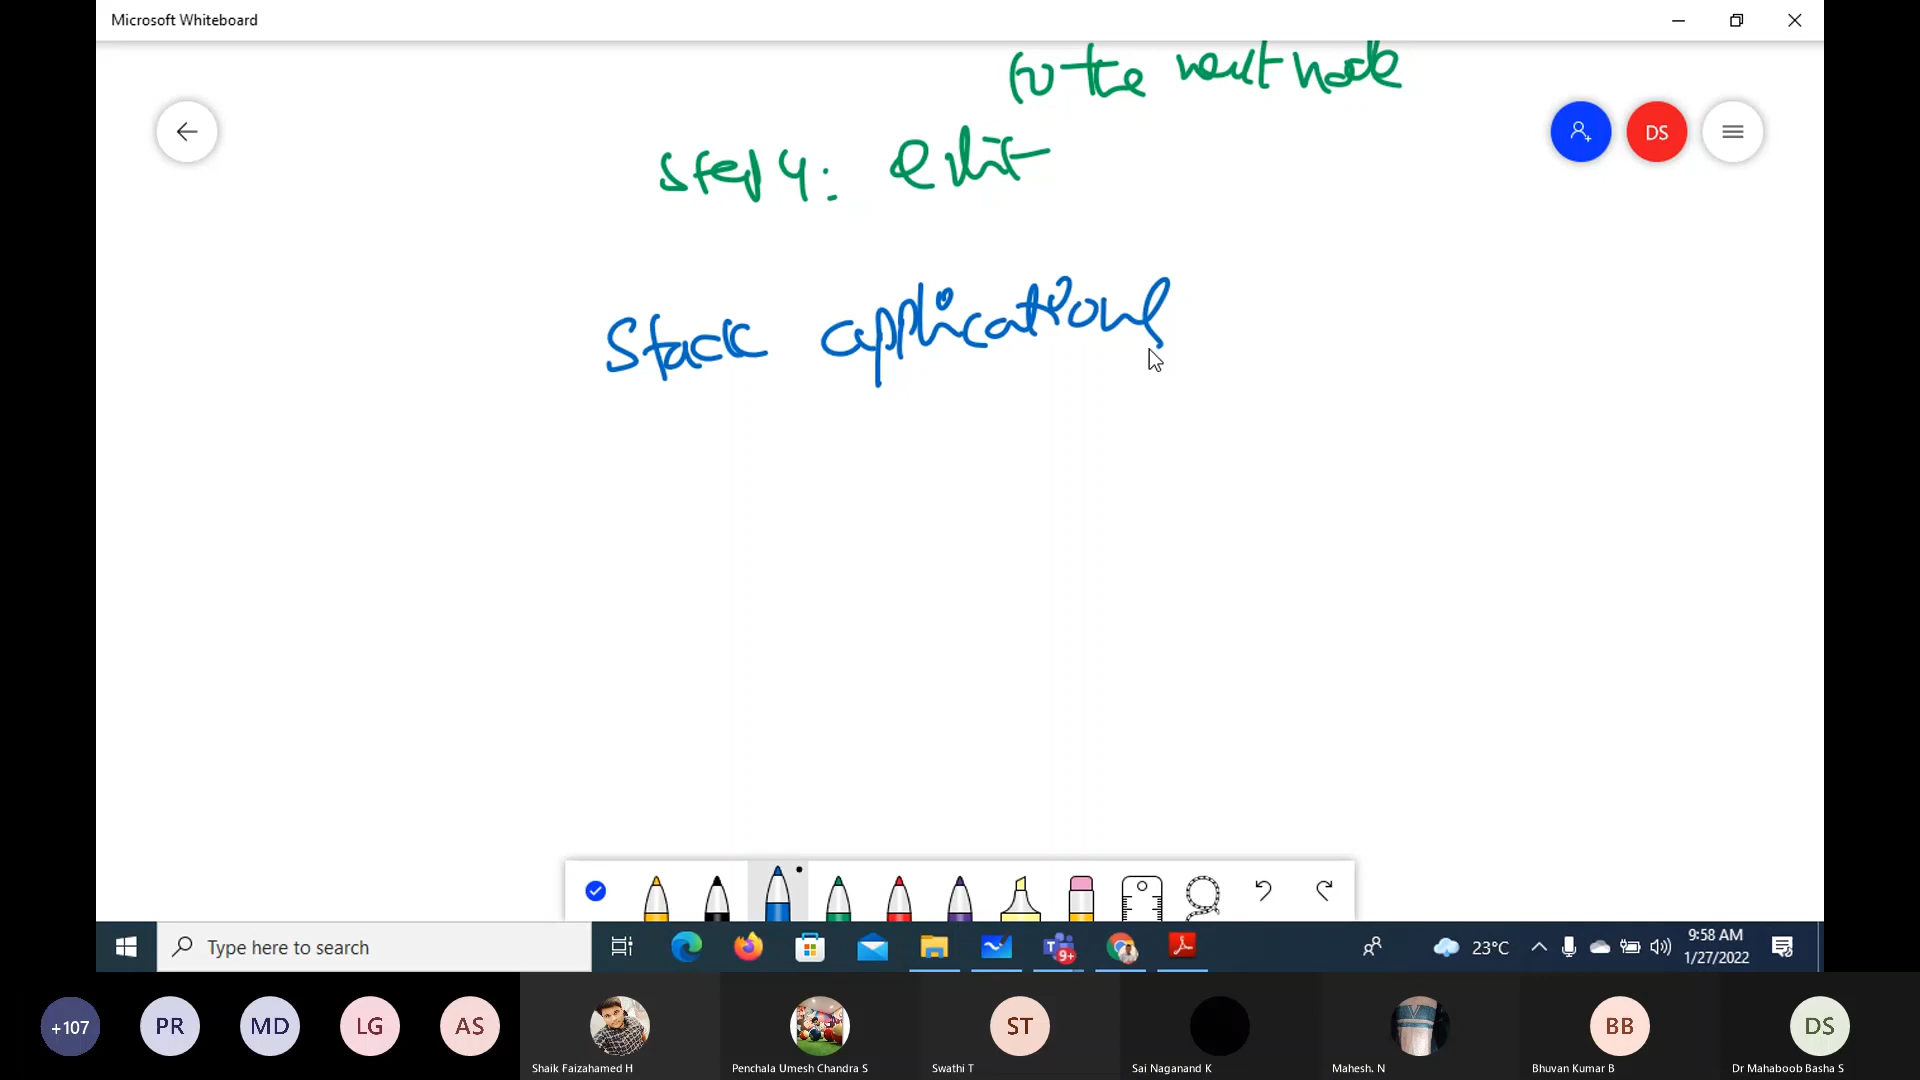 Microsoft Whiteboard
to the next node
Step 4: Exit
DS
Stack applications
Type here to search
9+
23°C
9:58 AM
1/27/2022
+107
PR
MD
LG
AS
ST
BB
DS
Shaik Faizahamed H
Penchala Umesh Chandra S
Swathi T
Sai Naganand K
Mahesh. N
Bhuvan Kumar B
Dr Mahaboob Basha S